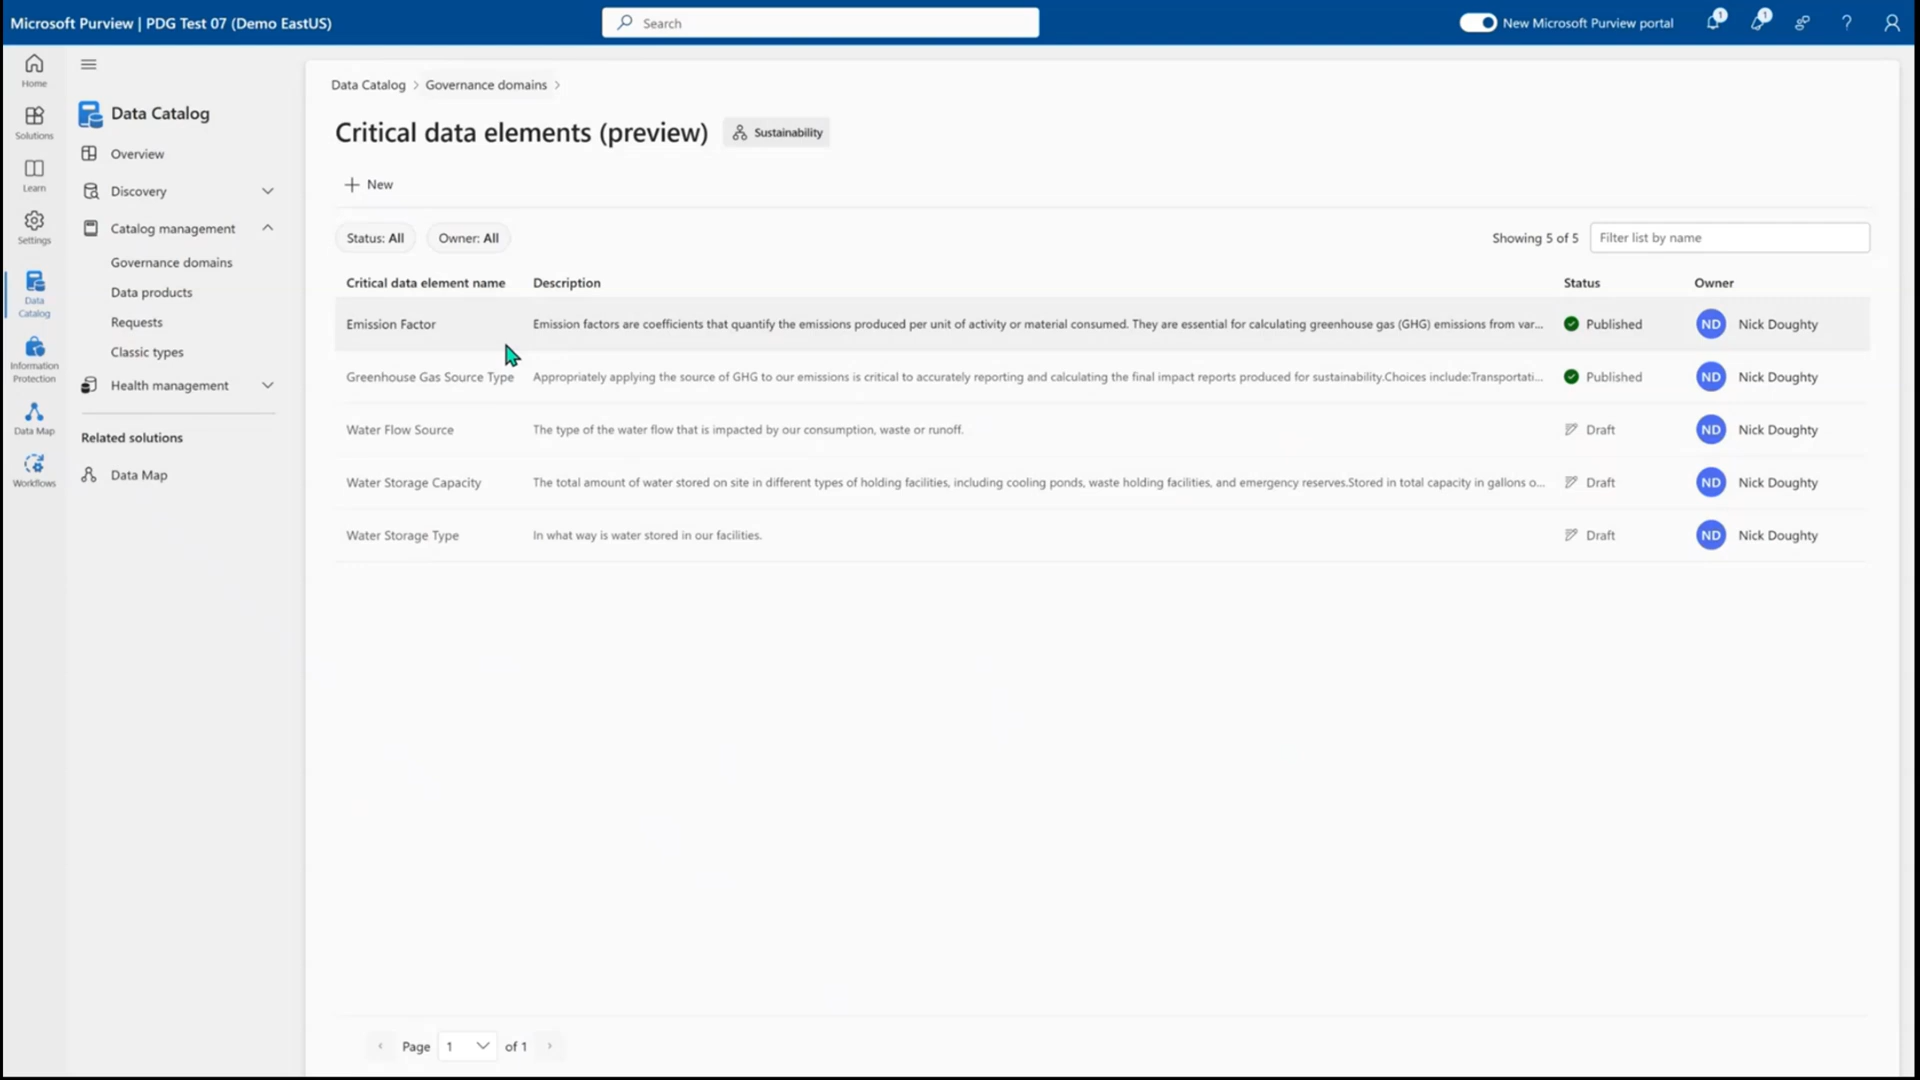 Microsoft Purview | PDG Test 07 (Demo EastUS)
Search
New Microsoft Purview portal
1
1
Home
Solutions
Learn
Settings
Data
Catalog
Information
Protection
Data Map
Workflows
Data Catalog
Overview
Discovery
Catalog management
Governance domains
Data products
Requests
Classic types
Health management
Related solutions
Data Map
Data Catalog > Governance domains >
Critical data elements (preview)
Sustainability
+ New
Status: All
Owner: All
Showing 5 of 5
Filter list by name
Critical data element name Description Status Owner
Emission Factor Emission factors are coefficients that quantify the emissions produced per unit of activity or material consumed. They are essential for calculating greenhouse gas (GHG) emissions from var... Published ND Nick Doughty
Greenhouse Gas Source Type Appropriately applying the source of GHG to our emissions is critical to accurately reporting and calculating the final impact reports produced for sustainability.Choices include:Transportati... Published ND Nick Doughty
Water Flow Source The type of the water flow that is impacted by our consumption, waste or runoff. Draft ND Nick Doughty
Water Storage Capacity The total amount of water stored on site in different types of holding facilities, including cooling ponds, waste holding facilities, and emergency reserves.Stored in total capacity in gallons o... Draft ND Nick Doughty
Water Storage Type In what way is water stored in our facilities. Draft ND Nick Doughty
Page 1 of 1